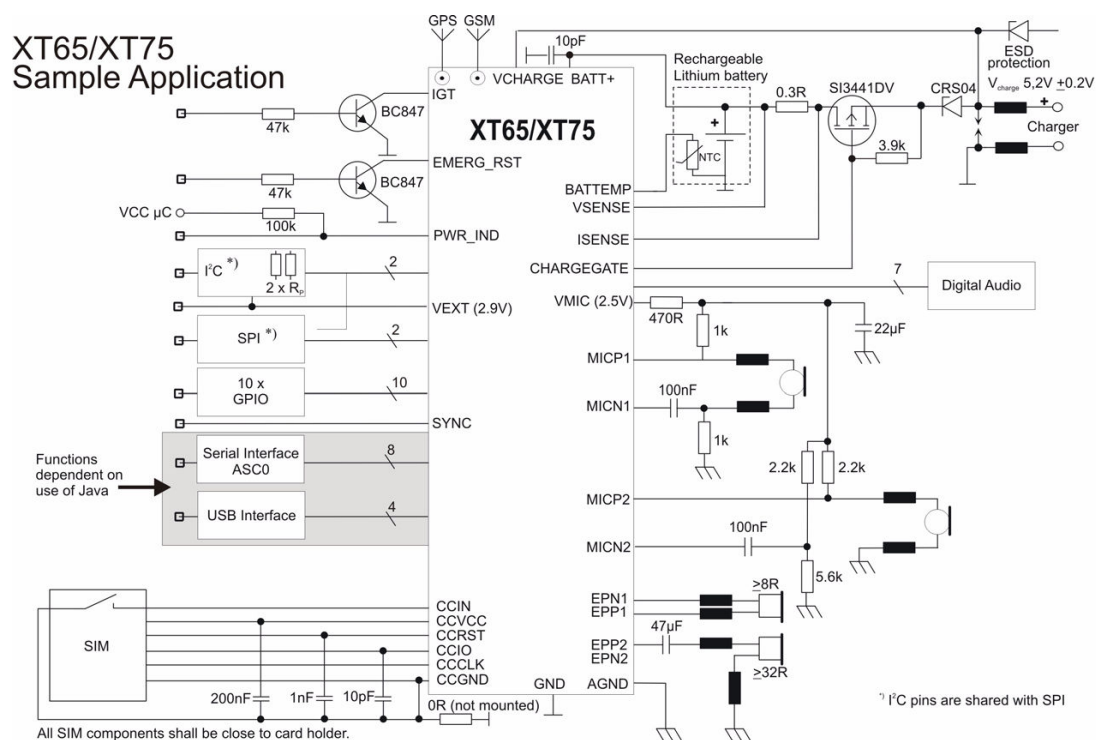 XT65/XT75
Sample Application
GPS GSM
10pF
VCHARGE BATT+
Rechargeable
Lithium battery
ESD
protection
Vcharge 5,2V ±0.2V
+
Charger
0.3R
SI3441DV
CRS04
3.9k
IGT
BC847
47k
XT65/XT75
+
NTC
EMERG_RST
BC847
47k
BATTEMP
VSENSE
VCC µC
100k
PWR_IND
ISENSE
CHARGEGATE
I²C *)
2 x RP
2
7
Digital Audio
VEXT (2.9V)
VMIC (2.5V)
470R
1k
22µF
SPI *)
2
MICP1
10 x
GPIO
10
100nF
MICN1
SYNC
1k
Functions
dependent on
use of Java
Serial Interface
ASC0
8
2.2k
2.2k
USB Interface
4
MICP2
100nF
MICN2
5.6k
SIM
CCIN
CCVCC
CCRST
CCIO
CCCLK
CCGND
EPN1
EPP1
≥8R
47µF
EPP2
EPN2
≥32R
200nF
1nF
10pF
0R (not mounted)
GND
AGND
*) I²C pins are shared with SPI
All SIM components shall be close to card holder.